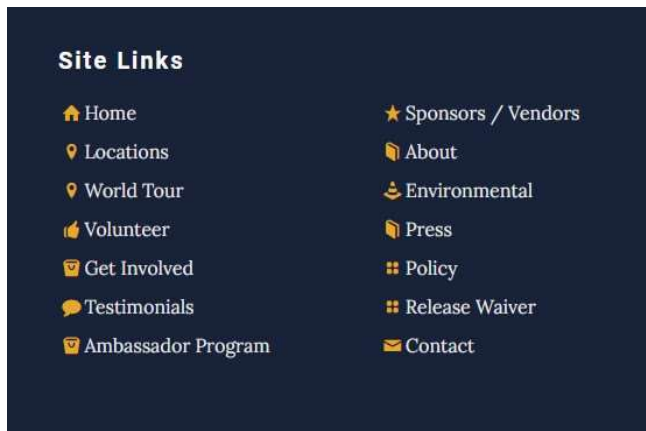 Site Links
Home
Locations
World Tour
Volunteer
Get Involved
Testimonials
Ambassador Program
Sponsors / Vendors
About
Environmental
Press
Policy
Release Waiver
Contact